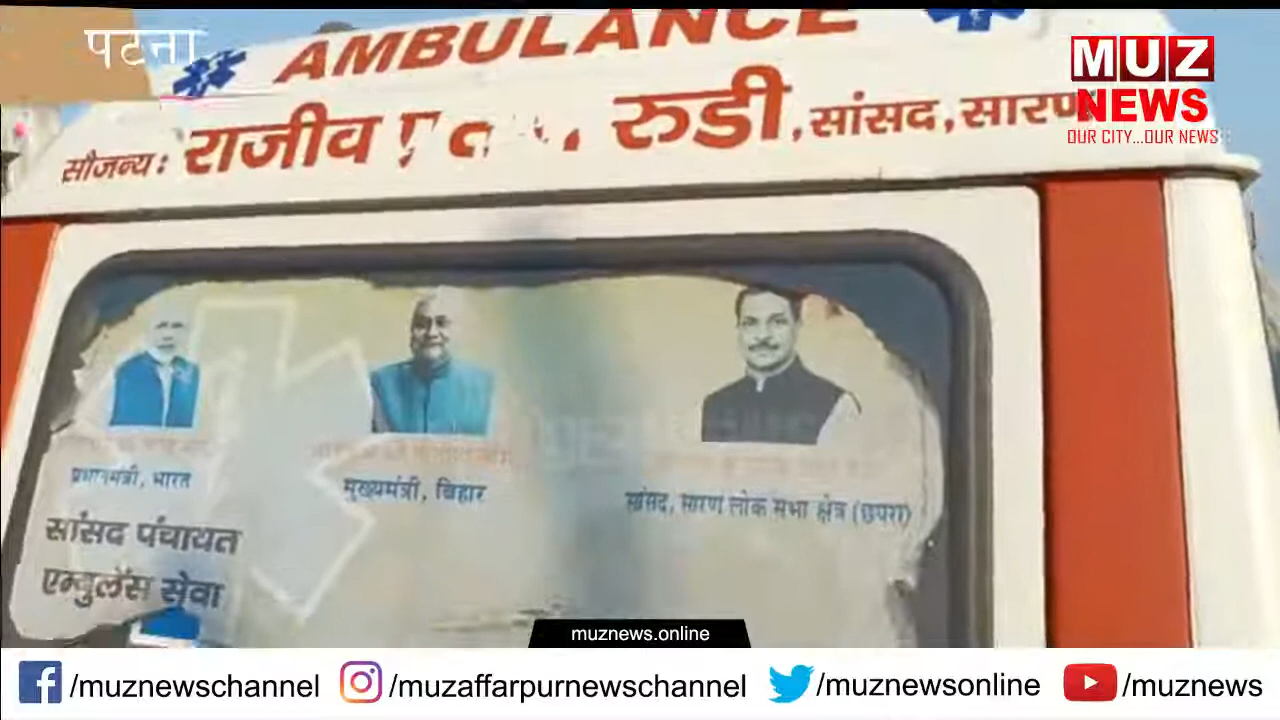 पटना
AMBULANCE
MUZ
NEWS
OUR CITY...OUR NEWS
सौजन्य: राजीव रुडी, सांसद, सारण
प्रधानमंत्री, भारत
मुख्यमंत्री, बिहार
सांसद, सारण लोक सभा क्षेत्र (छपरा)
सांसद पंचायत
एम्बुलेंस सेवा
muznews.online
/muznewschannel /muzaffarpurnewschannel /muznewsonline /muznews